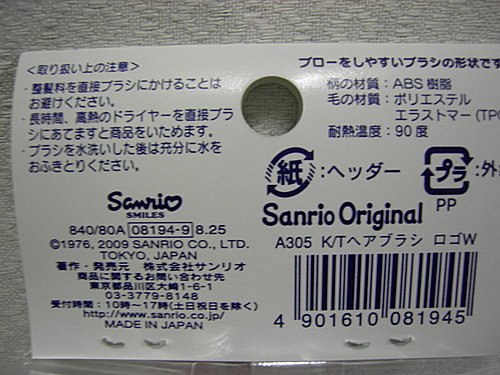 <取り扱い上の注意>
・整髪料を直接ブラシにかけることは
お避けください。
・長時間、高熱のドライヤーを直接ブラ
シにあてますと商品をいためます。
・ブラシを水洗いした後は充分に水を
おふきとりください。
Sanrio
SMILES
840/80A 08194-9 8.25
©1976, 2009 SANRIO CO., LTD.
TOKYO, JAPAN
著作・発売元 株式会社サンリオ
商品に関するお問い合わせ先
東京都品川区大崎1-6-1
03-3779-8148
受付時間:10時〜17時(土日祝日を除く)
http://www.sanrio.co.jp/
MADE IN JAPAN
ブローをしやすいブラシの形状です
柄の材質:ABS樹脂
毛の材質:ポリエステル
エラストマー(TPC
耐熱温度:90度
紙:ヘッダー
プラ:外
PP
Sanrio Original
A305 K/Tヘアブラシ ロゴW
4 901610 081945